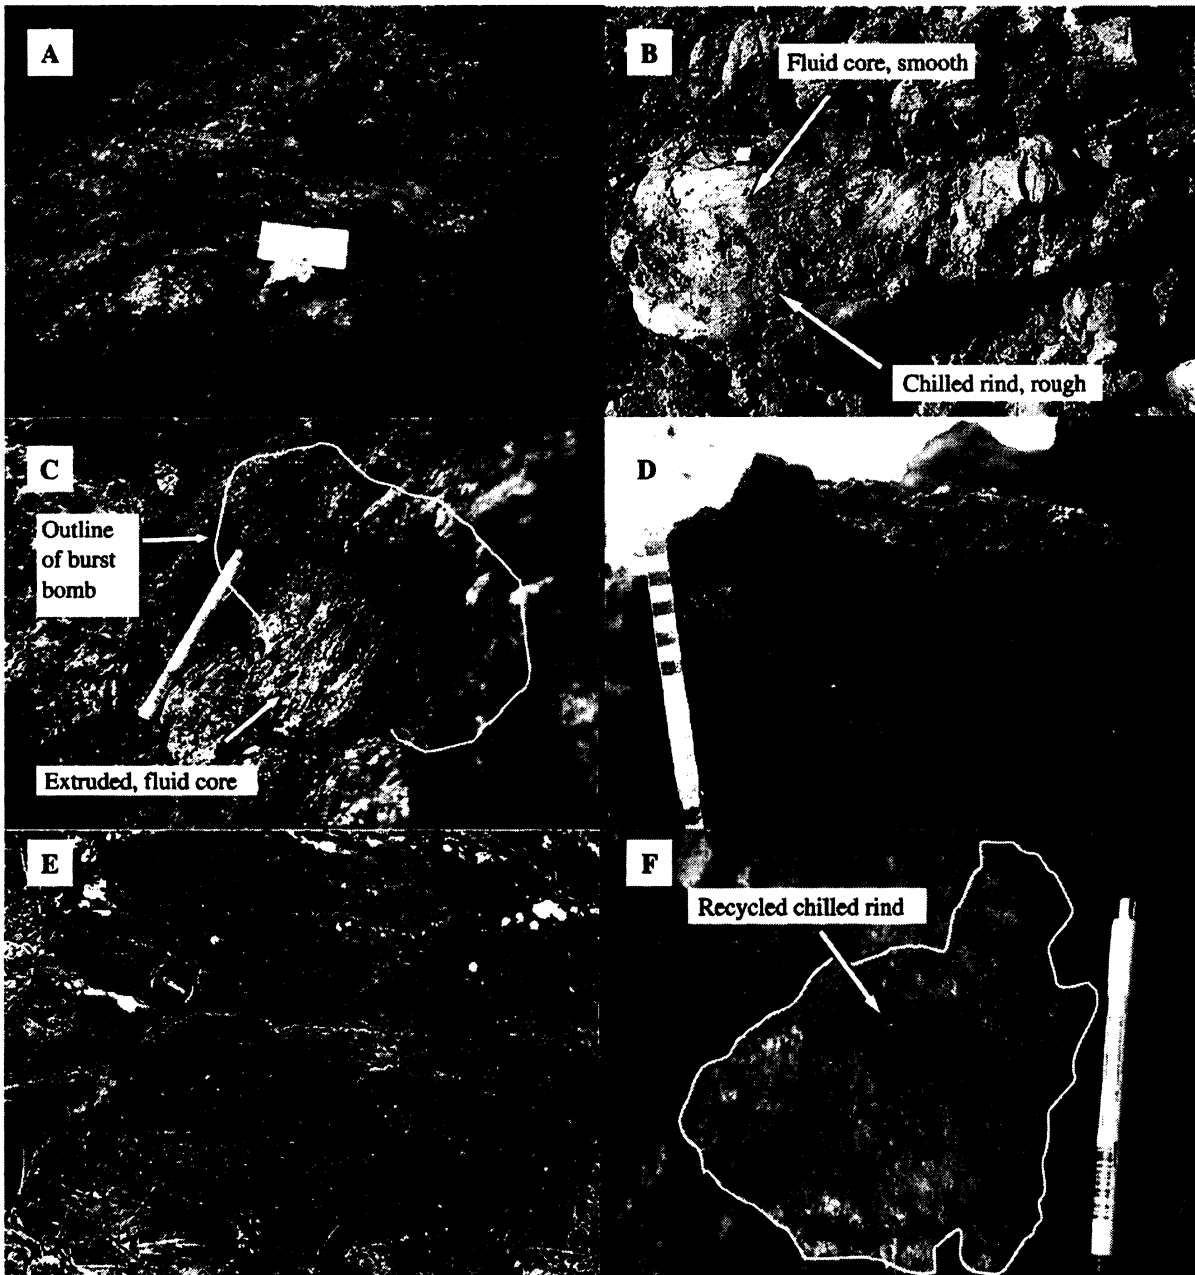 A
B
Fluid core, smooth
Chilled rind, rough
C
Outline
of burst
bomb
Extruded, fluid core
D
E
F
Recycled chilled rind